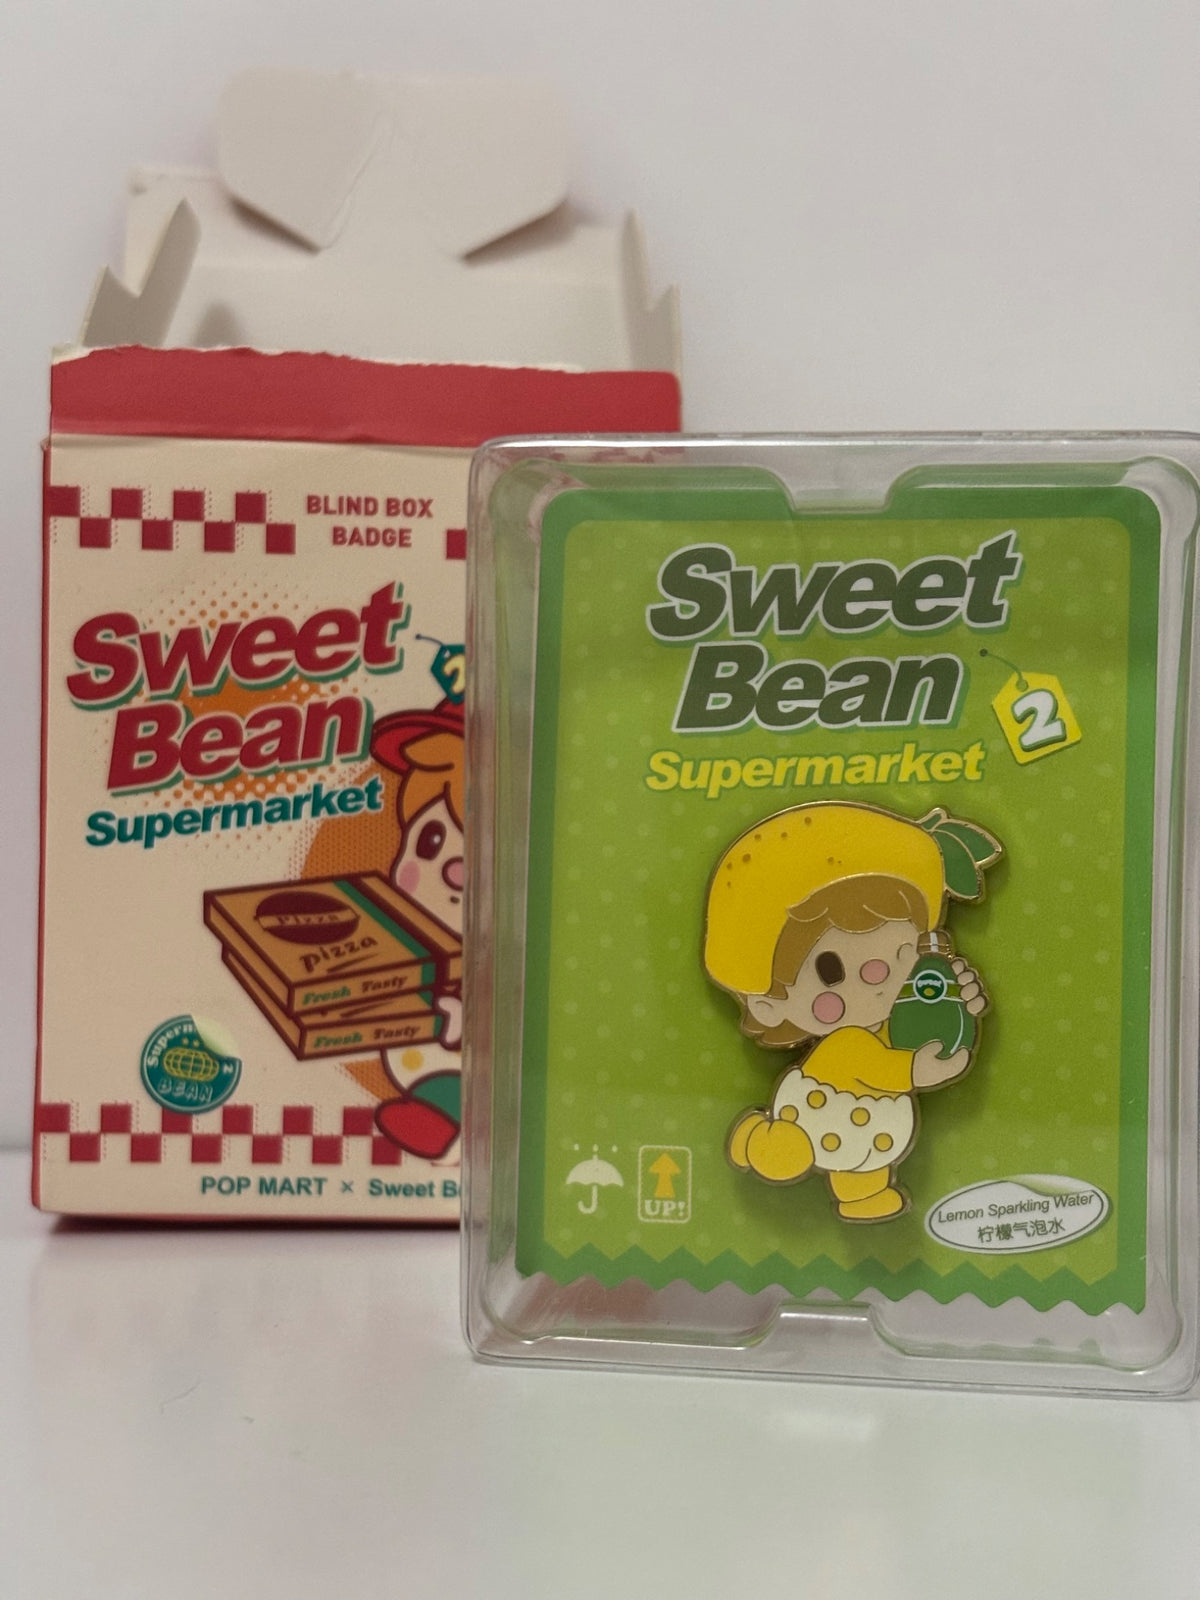 BLIND BOX
BADGE
Sweet
Bean
Supermarket
Pizza
pizza
Fresh Tasty
Fresh Tasty
2
BEAN
POP MART × Sweet
Sweet
Bean
2
Supermarket
UP!
Lemon Sparkling Water
柠檬气泡水